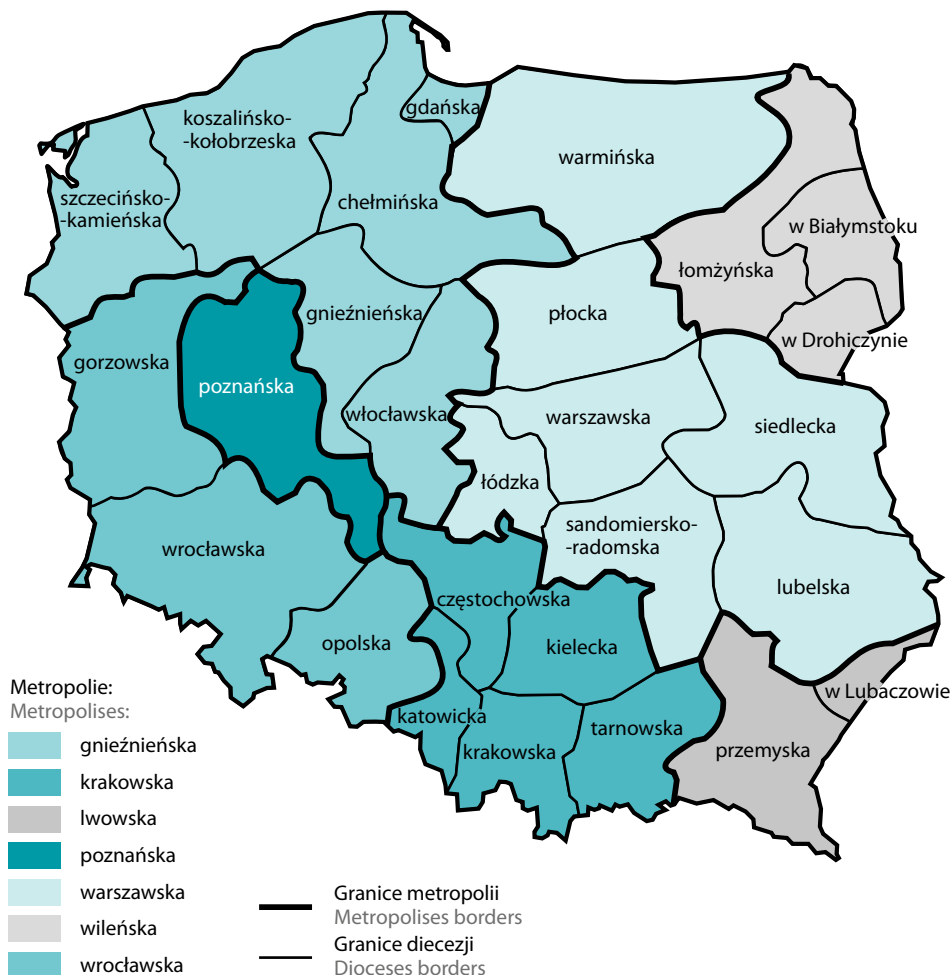 gdańska
koszalińsko-
-kołobrzeska
warmińska
szczecińsko-
-kamieńska
chełmińska
w Białymstoku
łomżyńska
gnieźnieńska
płocka
w Drohiczynie
gorzowska
poznańska
włocławska
warszawska
siedlecka
łódzka
sandomiersko-
-radomska
wrocławska
lubelska
częstochowska
opolska
kielecka
w Lubaczowie
katowicka
tarnowska
krakowska
przemyska
Metropolie:
Metropolises:
gnieźnieńska
krakowska
lwowska
poznańska
warszawska
wileńska
wrocławska
Granice metropolii
Metropolises borders
Granice diecezji
Dioceses borders